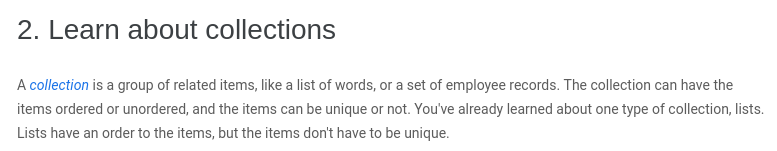 2. Learn about collections
A collection is a group of related items, like a list of words, or a set of employee records. The collection can have the
items ordered or unordered, and the items can be unique or not. You've already learned about one type of collection, lists.
Lists have an order to the items, but the items don't have to be unique.